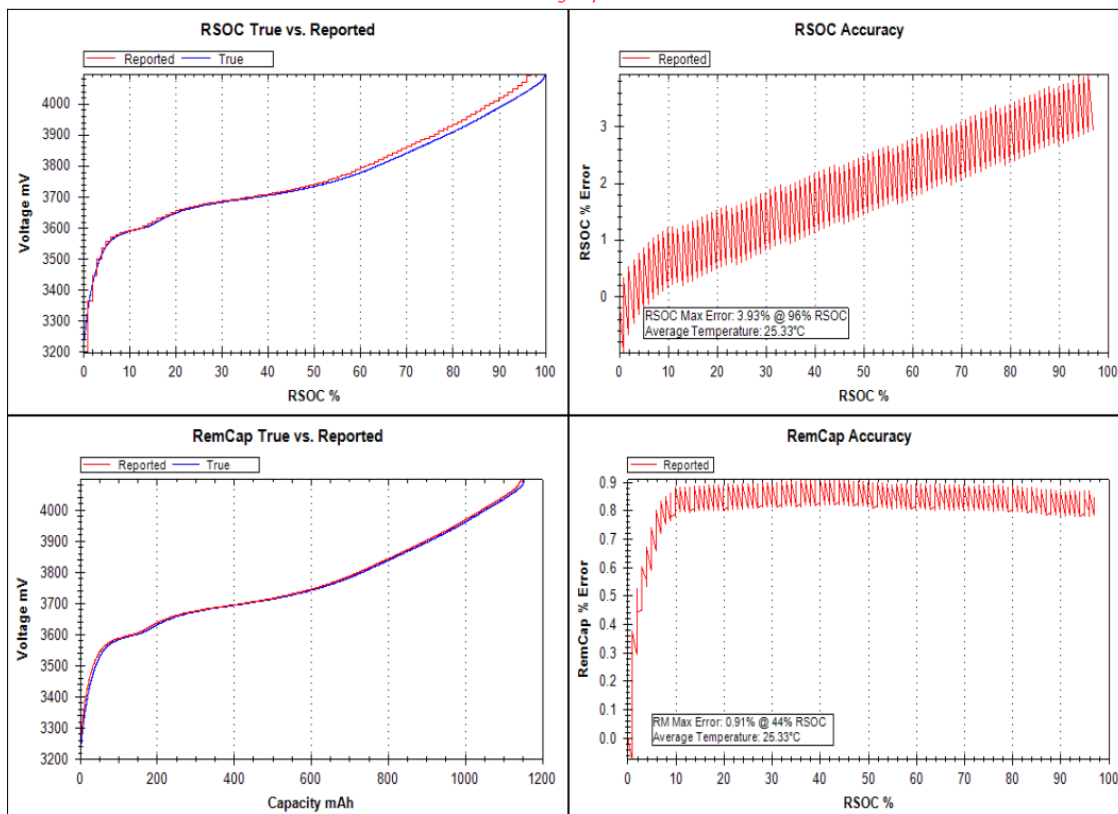 RSOC True vs. Reported
Reported True
4000
3900
3800
3700
3600
3500
3400
3300
3200
Voltage mV
0 10 20 30 40 50 60 70 80 90 100
RSOC %
RSOC Accuracy
Reported
3
2
1
0
RSOC % Error
RSOC Max Error: 3.93% @ 96% RSOC
Average Temperature: 25.33°C
0 10 20 30 40 50 60 70 80 90 100
RSOC %
RemCap True vs. Reported
Reported True
4000
3900
3800
3700
3600
3500
3400
3300
3200
Voltage mV
0 200 400 600 800 1000 1200
Capacity mAh
RemCap Accuracy
Reported
0.9
0.8
0.7
0.6
0.5
0.4
0.3
0.2
0.1
0.0
RemCap % Error
RM Max Error: 0.91% @ 44% RSOC
Average Temperature: 25.33°C
0 10 20 30 40 50 60 70 80 90 100
RSOC %